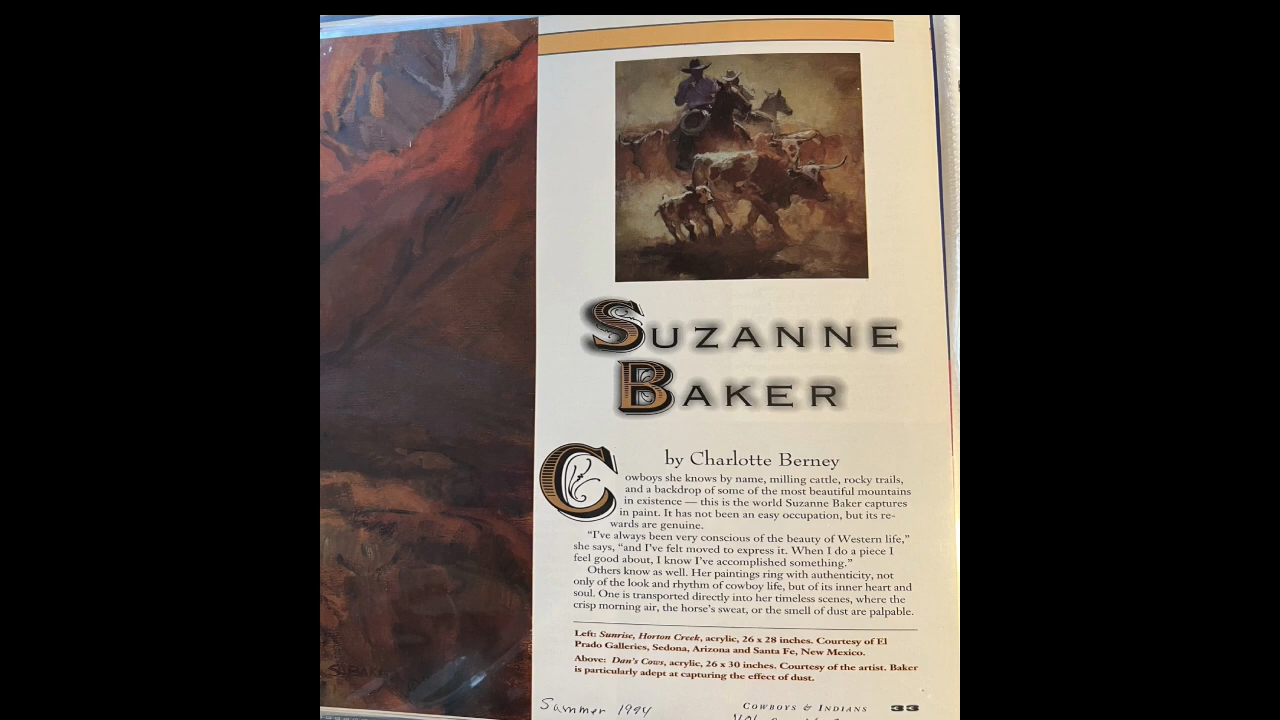 SUZANNE
BAKER
by Charlotte Berney
Cowboys she knows by name, milling cattle, rocky trails,
and a backdrop of some of the most beautiful mountains
in existence — this is the world Suzanne Baker captures
in paint. It has not been an easy occupation, but its re-
wards are genuine.
“I’ve always been very conscious of the beauty of Western life,”
she says, “and I’ve felt moved to express it. When I do a piece I
feel good about, I know I’ve accomplished something.”
Others know as well. Her paintings ring with authenticity, not
only of the look and rhythm of cowboy life, but of its inner heart and
soul. One is transported directly into her timeless scenes, where the
crisp morning air, the horse’s sweat, or the smell of dust are palpable.
Left: Sunrise, Horton Creek, acrylic, 26 x 28 inches. Courtesy of El
Prado Galleries, Sedona, Arizona and Santa Fe, New Mexico.
Above: Dan’s Cows, acrylic, 26 x 30 inches. Courtesy of the artist. Baker
is particularly adept at capturing the effect of dust.
Summer 1994
COWBOYS & INDIANS 33